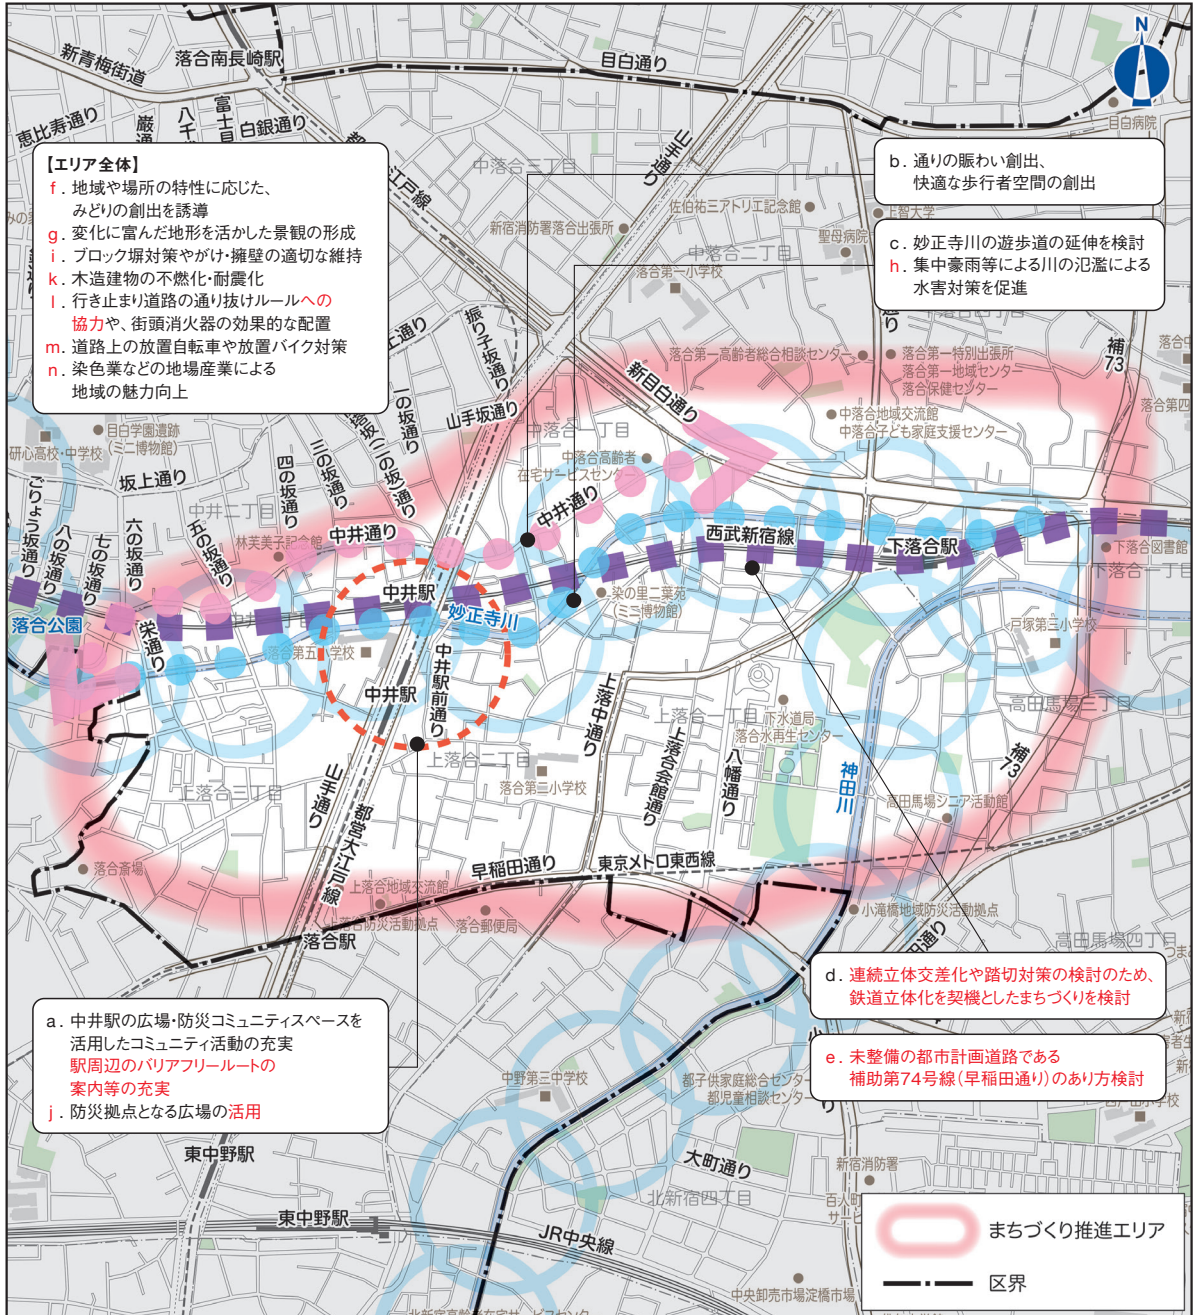 N
落合南長崎駅
目白通り
新青梅街道
恵比寿通り
白銀通り
山手通り
目白病院
中落合三丁目
【エリア全体】
f. 地域や場所の特性に応じた、
みどりの創出を誘導
g. 変化に富んだ地形を活かした景観の形成
i. ブロック塀対策やがけ・擁壁の適切な維持
k. 木造建物の不燃化・耐震化
l. 行き止まり道路の通り抜けルールへの
協力や、街頭消火器の効果的な配置
m. 道路上の放置自転車や放置バイク対策
n. 染色業などの地場産業による
地域の魅力向上
b. 通りの賑わい創出、
快適な歩行者空間の創出
佐伯祐三アトリエ記念館
上智大学
新宿消防署落合出張所
中落合二丁目
聖母病院
落合第一小学校
c. 妙正寺川の遊歩道の延伸を検討
h. 集中豪雨等による川の氾濫による
水害対策を促進
振り子坂通り
補73
落合第一高齢者総合相談センター
落合第一特別出張所
落合第一地域センター
落合保健センター
新目白通り
一の坂通り
二の坂通り
三の坂通り
四の坂通り
山手坂通り
中落合一丁目
中落合地域交流館
中落合子ども家庭支援センター
目白学園遺跡
(ミニ博物館)
研心高校・中学校
坂上通り
中落合高齢者
在宅サービスセンター
ごりょう坂通り
八の坂通り
七の坂通り
六の坂通り
五の坂通り
中井二丁目
林芙美子記念館
中井通り
中井通り
西武新宿線
下落合駅
下落合図書館
下落合一丁目
中井駅
妙正寺川
染の里二葉苑
(ミニ博物館)
落合公園
栄通り
落合第五小学校
戸塚第三小学校
中井駅
中井駅前通り
上落中通り
上落合一丁目
下水道局
落合水再生センター
高田馬場三丁目
上落合二丁目
上落合会館通り
八幡通り
神田川
補73
上落合三丁目
落合第二小学校
高田馬場シニア活動館
山手通り
都営大江戸線
早稲田通り
東京メトロ東西線
落合斎場
上落合地域交流館
上落合防災活動拠点
落合郵便局
落合駅
小滝橋地域防災活動拠点
高田馬場四丁目
d. 連続立体交差化や踏切対策の検討のため、
鉄道立体化を契機としたまちづくりを検討
a. 中井駅の広場・防災コミュニティスペースを
活用したコミュニティ活動の充実
駅周辺のバリアフリールートの
案内等の充実
j. 防災拠点となる広場の活用
e. 未整備の都市計画道路である
補助第74号線(早稲田通り)のあり方検討
中野第三中学校
都子供家庭総合センター
都児童相談センター
東中野駅
大町通り
新宿消防署
北新宿四丁目
東中野駅
JR中央線
まちづくり推進エリア
区界
中央卸売市場淀橋市場